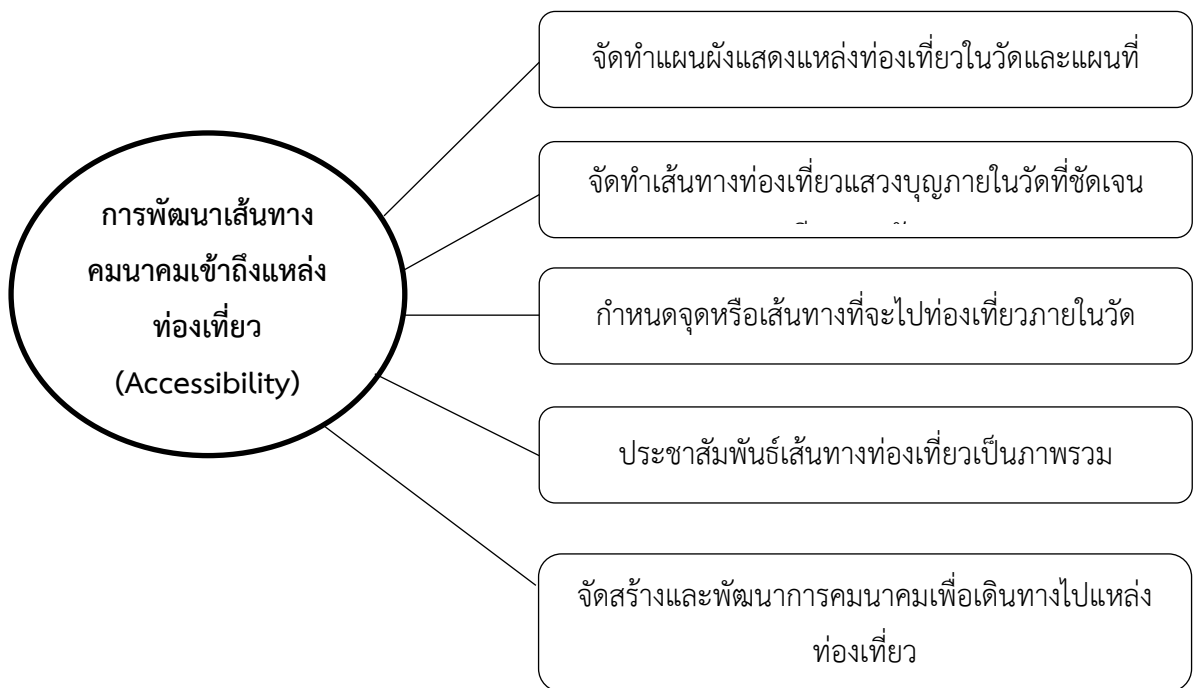 การพัฒนาเส้นทาง
คมนาคมเข้าถึงแหล่ง
ท่องเที่ยว
(Accessibility)
จัดทำแผนผังแสดงแหล่งท่องเที่ยวในวัดและแผนที่
จัดทำเส้นทางท่องเที่ยวแสวงบุญภายในวัดที่ชัดเจน
กำหนดจุดหรือเส้นทางที่จะไปท่องเที่ยวภายในวัด
ประชาสัมพันธ์เส้นทางท่องเที่ยวเป็นภาพรวม
จัดสร้างและพัฒนาการคมนาคมเพื่อเดินทางไปแหล่ง
ท่องเที่ยว